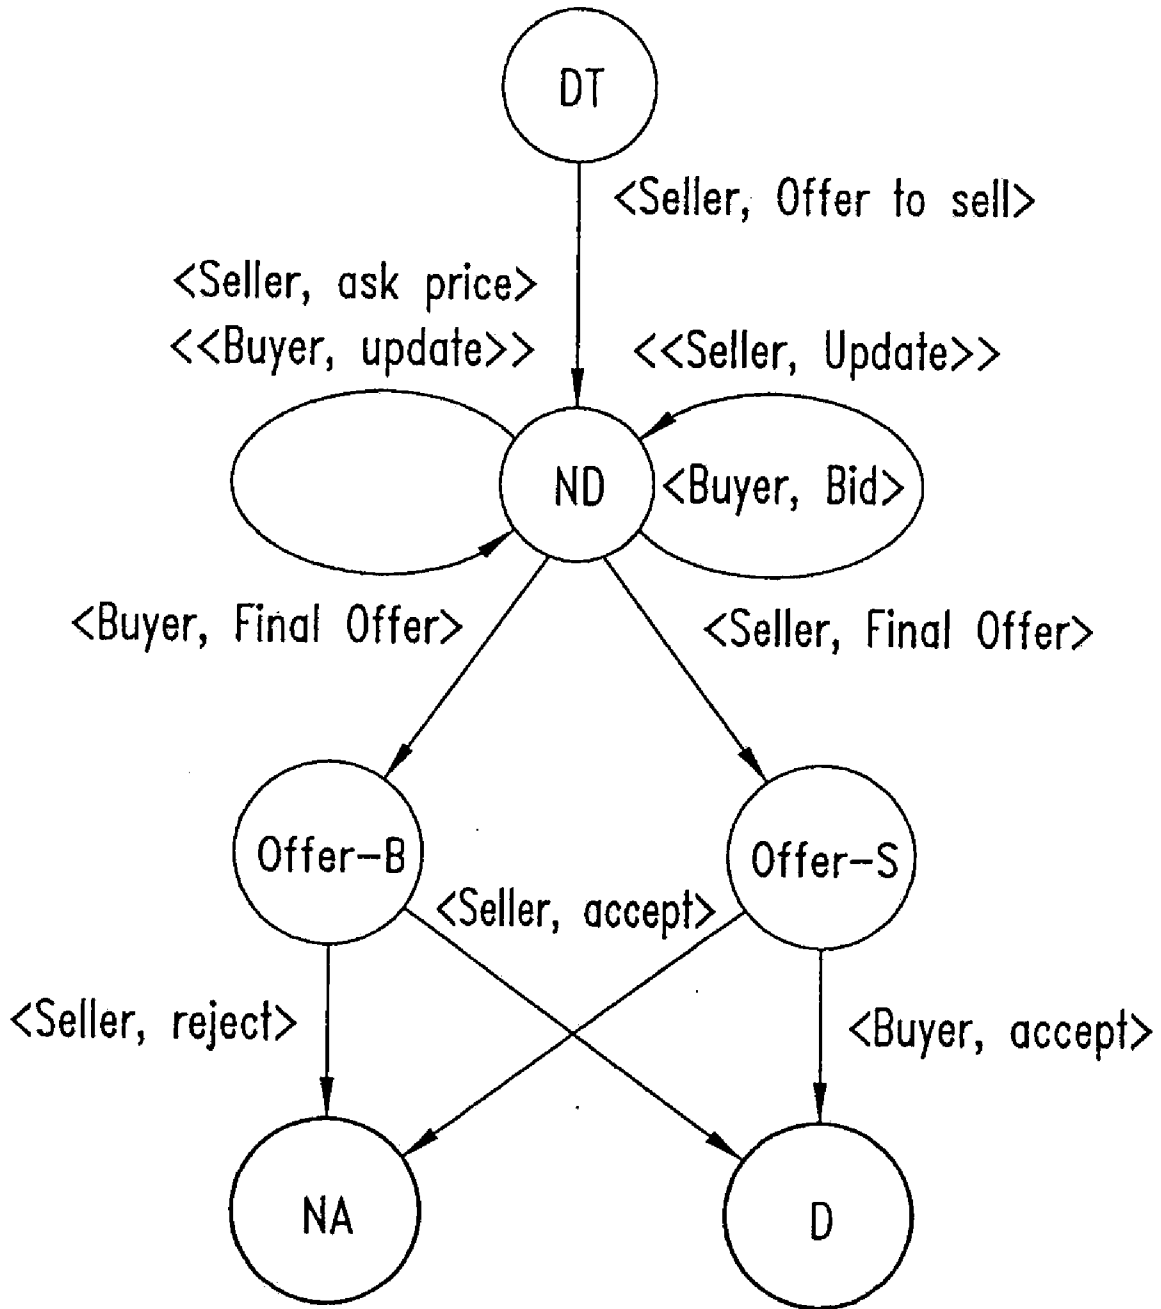 DT
<Seller, Offer to sell>
<Seller, ask price>
<<Buyer, update>>
<<Seller, Update>>
ND
<Buyer, Bid>
<Buyer, Final Offer>
<Seller, Final Offer>
Offer-B
Offer-S
<Seller, accept>
<Seller, reject>
<Buyer, accept>
NA
D